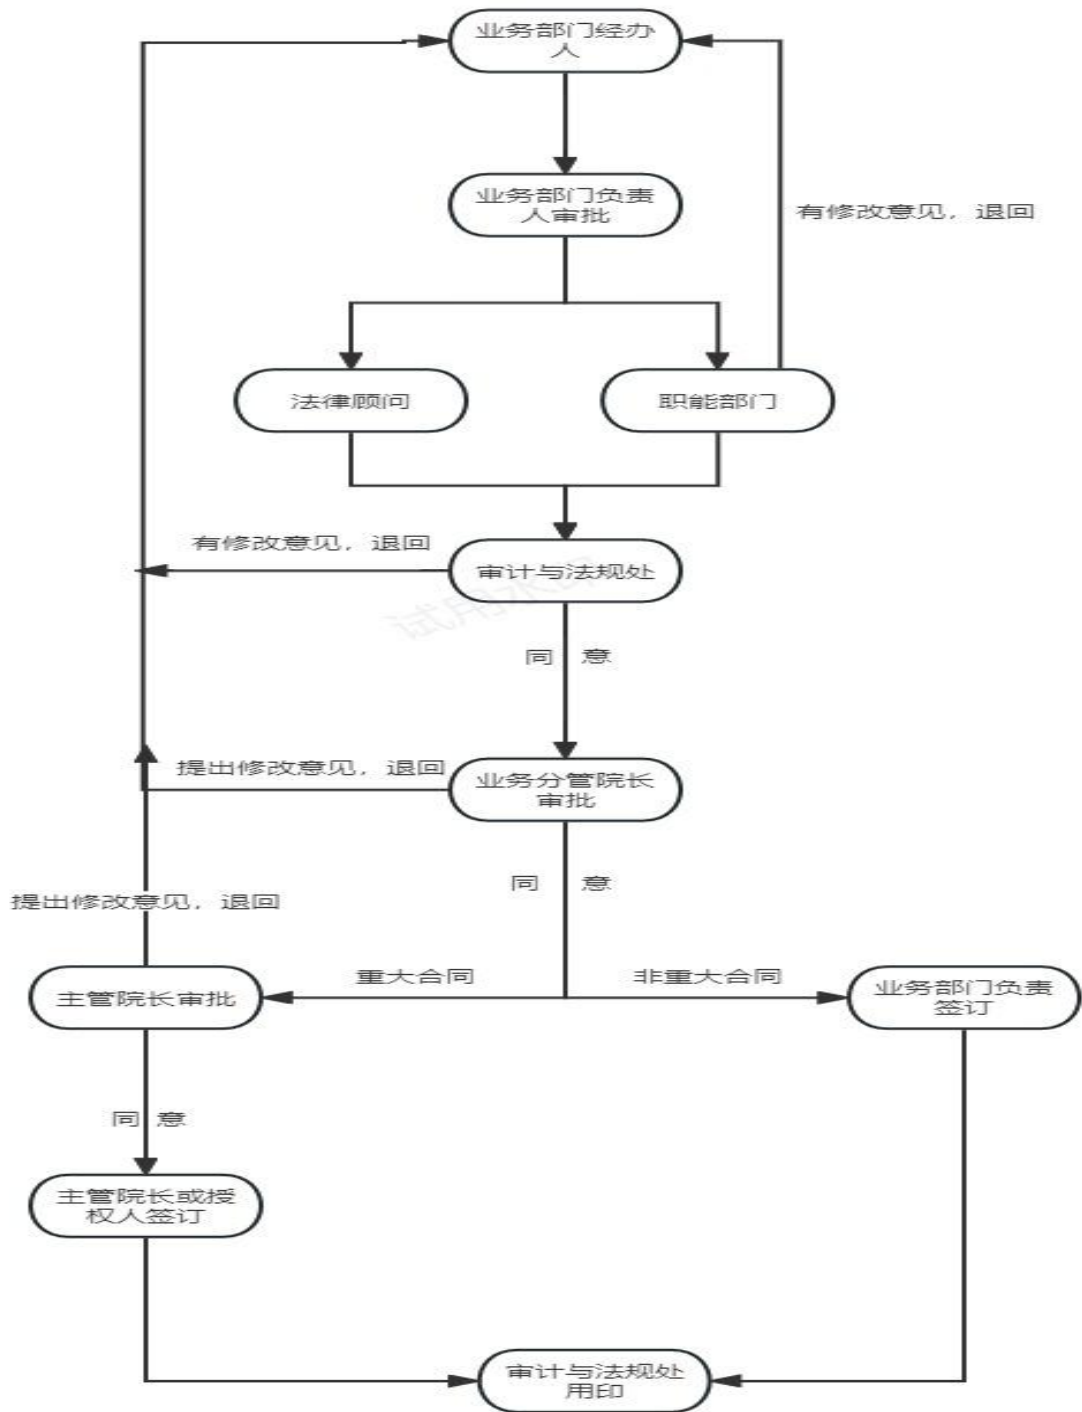 业务部门经办
人
业务部门负责
人审批
有修改意见，退回
法律顾问
职能部门
有修改意见，退回
审计与法规处
试用水印
同 意
提出修改意见，退回
业务分管院长
审批
同 意
提出修改意见，退回
主管院长审批
重大合同
非重大合同
业务部门负责
签订
同 意
主管院长或授
权人签订
审计与法规处
用印